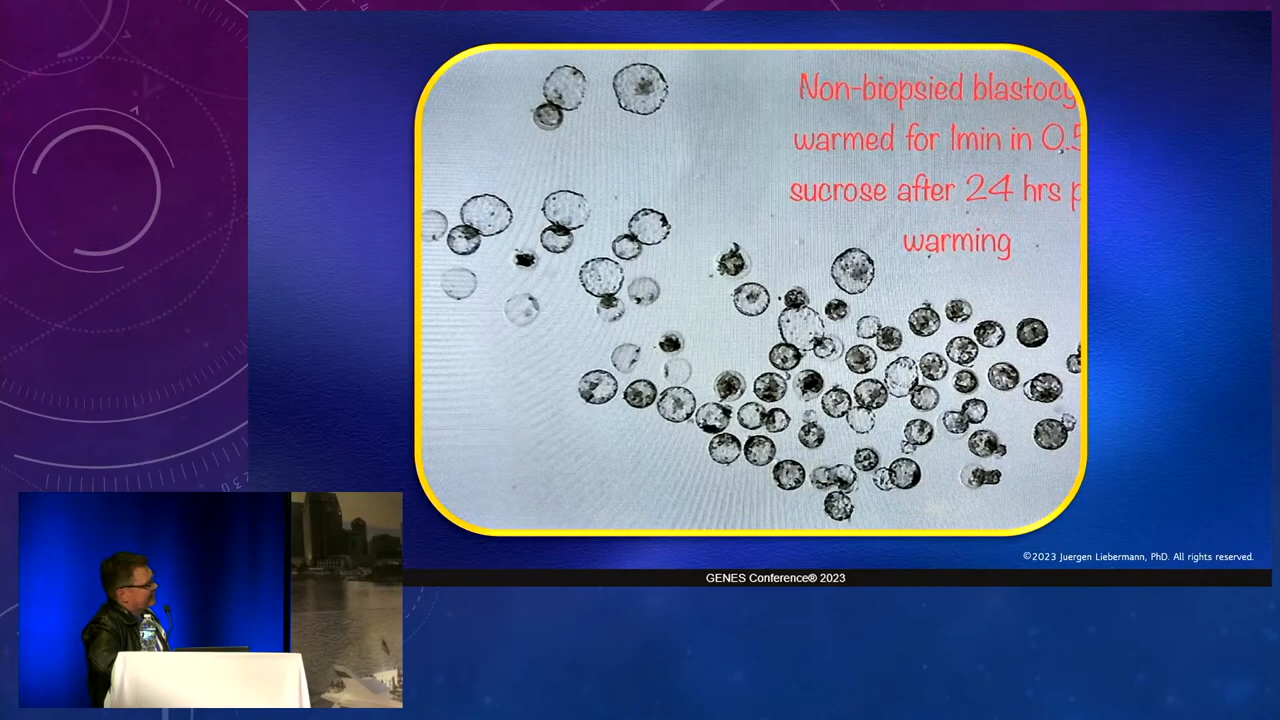 Non-biopsied blastocy
warmed for 1min in 0.5
sucrose after 24 hrs p
warming
©2023 Juergen Liebermann, PhD. All rights reserved.
GENES Conference® 2023